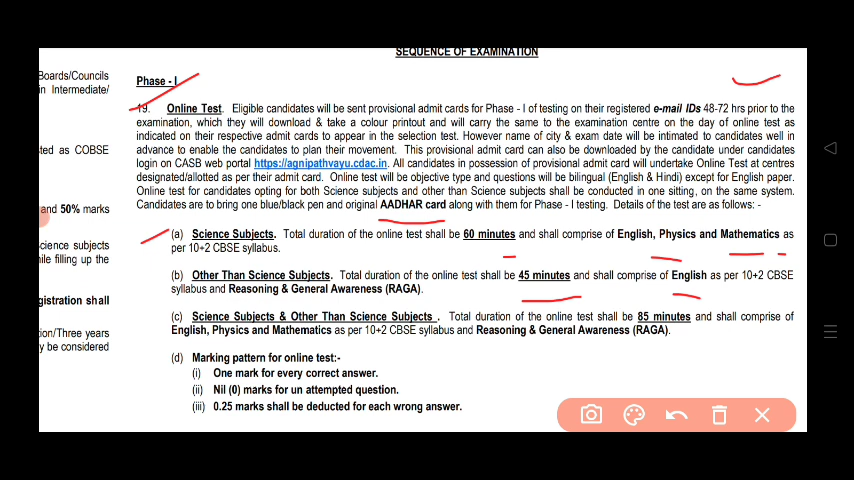 SEQUENCE OF EXAMINATION
Boards/Councils
in Intermediate/
ted as COBSE
and 50% marks
cience subjects
ile filling up the
gistration shall
ion/Three years
y be considered
Phase - I
19. Online Test. Eligible candidates will be sent provisional admit cards for Phase - I of testing on their registered e-mail IDs 48-72 hrs prior to the
examination, which they will download & take a colour printout and will carry the same to the examination centre on the day of online test as
indicated on their respective admit cards to appear in the selection test. However name of city & exam date will be intimated to candidates well in
advance to enable the candidates to plan their movement. This provisional admit card can also be downloaded by the candidate under candidates
login on CASB web portal https://agnipathvayu.cdac.in. All candidates in possession of provisional admit card will undertake Online Test at centres
designated/allotted as per their admit card. Online test will be objective type and questions will be bilingual (English & Hindi) except for English paper.
Online test for candidates opting for both Science subjects and other than Science subjects shall be conducted in one sitting, on the same system.
Candidates are to bring one blue/black pen and original AADHAR card along with them for Phase - I testing. Details of the test are as follows: -
(a) Science Subjects. Total duration of the online test shall be 60 minutes and shall comprise of English, Physics and Mathematics as
per 10+2 CBSE syllabus.
(b) Other Than Science Subjects. Total duration of the online test shall be 45 minutes and shall comprise of English as per 10+2 CBSE
syllabus and Reasoning & General Awareness (RAGA).
(c) Science Subjects & Other Than Science Subjects . Total duration of the online test shall be 85 minutes and shall comprise of
English, Physics and Mathematics as per 10+2 CBSE syllabus and Reasoning & General Awareness (RAGA).
(d) Marking pattern for online test:-
(i) One mark for every correct answer.
(ii) Nil (0) marks for un attempted question.
(iii) 0.25 marks shall be deducted for each wrong answer.